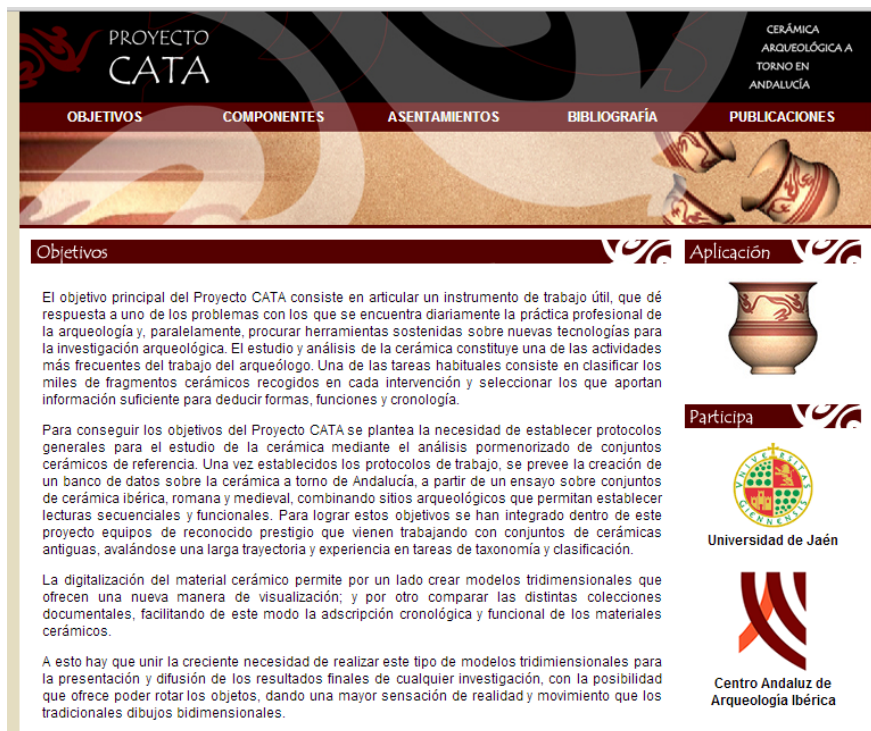 PROYECTO
CATA
CERÁMICA
ARQUEOLÓGICA A
TORNO EN
ANDALUCÍA
OBJETIVOS COMPONENTES ASENTAMIENTOS BIBLIOGRAFÍA PUBLICACIONES
Objetivos
El objetivo principal del Proyecto CATA consiste en articular un instrumento de trabajo útil, que dé
respuesta a uno de los problemas con los que se encuentra diariamente la práctica profesional de
la arqueología y, paralelamente, procurar herramientas sostenidas sobre nuevas tecnologías para
la investigación arqueológica. El estudio y análisis de la cerámica constituye una de las actividades
más frecuentes del trabajo del arqueólogo. Una de las tareas habituales consiste en clasificar los
miles de fragmentos cerámicos recogidos en cada intervención y seleccionar los que aportan
información suficiente para deducir formas, funciones y cronología.
Para conseguir los objetivos del Proyecto CATA se plantea la necesidad de establecer protocolos
generales para el estudio de la cerámica mediante el análisis pormenorizado de conjuntos
cerámicos de referencia. Una vez establecidos los protocolos de trabajo, se prevee la creación de
un banco de datos sobre la cerámica a torno de Andalucía, a partir de un ensayo sobre conjuntos
de cerámica ibérica, romana y medieval, combinando sitios arqueológicos que permitan establecer
lecturas secuenciales y funcionales. Para lograr estos objetivos se han integrado dentro de este
proyecto equipos de reconocido prestigio que vienen trabajando con conjuntos de cerámicas
antiguas, avalándose una larga trayectoria y experiencia en tareas de taxonomía y clasificación.
La digitalización del material cerámico permite por un lado crear modelos tridimensionales que
ofrecen una nueva manera de visualización; y por otro comparar las distintas colecciones
documentales, facilitando de este modo la adscripción cronológica y funcional de los materiales
cerámicos.
A esto hay que unir la creciente necesidad de realizar este tipo de modelos tridimiensionales para
la presentación y difusión de los resultados finales de cualquier investigación, con la posibilidad
que ofrece poder rotar los objetos, dando una mayor sensación de realidad y movimiento que los
tradicionales dibujos bidimensionales.
Aplicación
Participa
Universidad de Jaén
Centro Andaluz de
Arqueología Ibérica